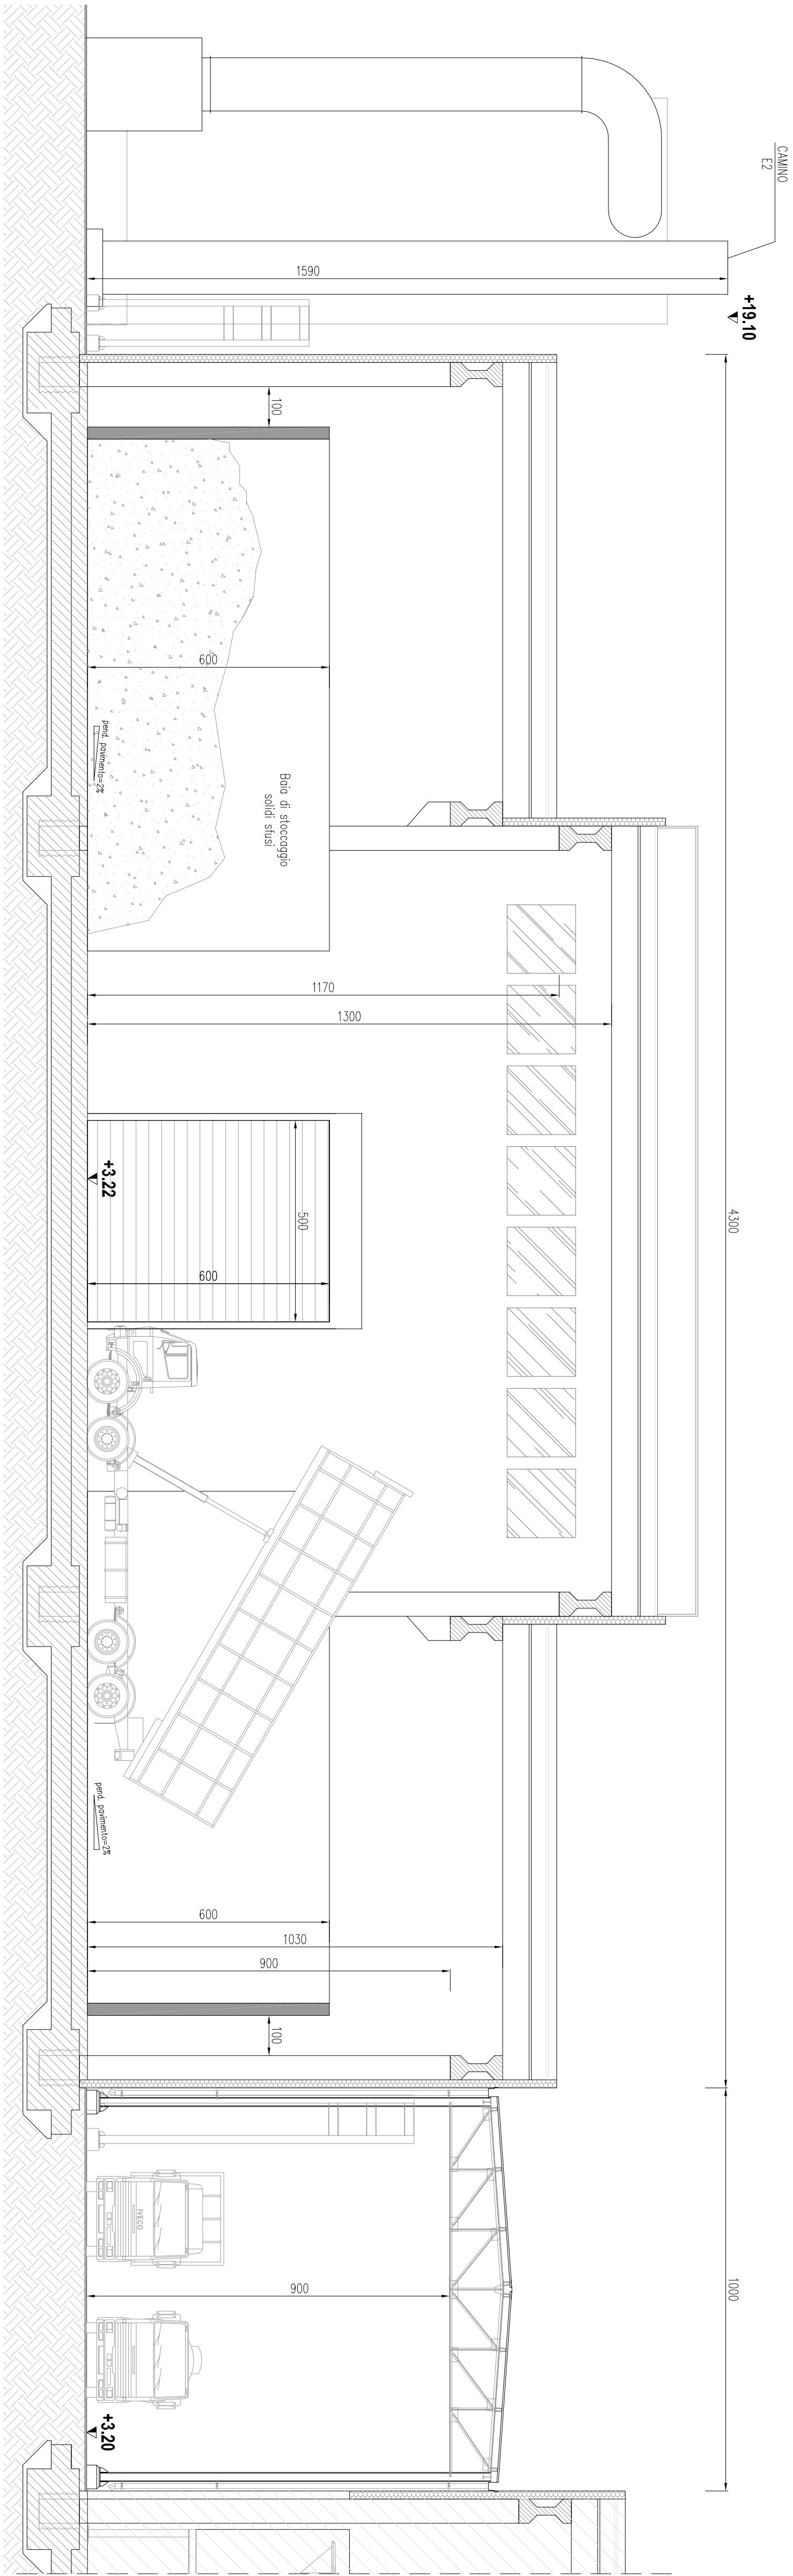 CAMINO
E2
1590
+19.10
100
600
pend. pavimento=2%
Baia di stoccaggio
solidi sfusi
1170
1300
4300
+3.22
500
600
pend. pavimento=2%
600
1030
900
100
1000
IVECO
900
+3.20